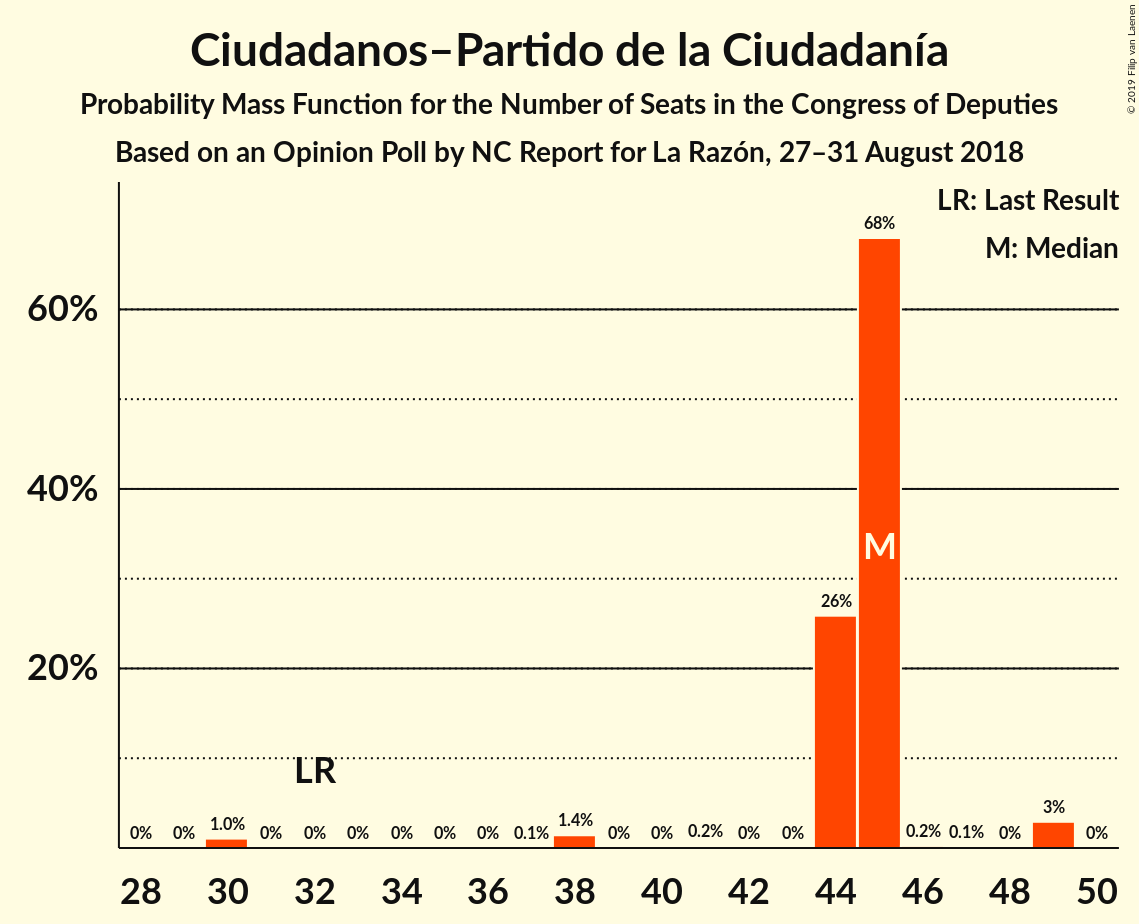 Ciudadanos–Partido de la Ciudadanía
Probability Mass Function for the Number of Seats in the Congress of Deputies
Based on an Opinion Poll by NC Report for La Razón, 27–31 August 2018
© 2019 Filip van Laenen
LR: Last Result
M: Median
68%
60%
40%
M
26%
20%
LR
3%
1.4%
1.0%
0% 0% 0% 0% 0% 0% 0% 0% 0.1% 0% 0% 0.2% 0% 0% 0.2% 0.1% 0% 0%
28 30 32 34 36 38 40 42 44 46 48 50